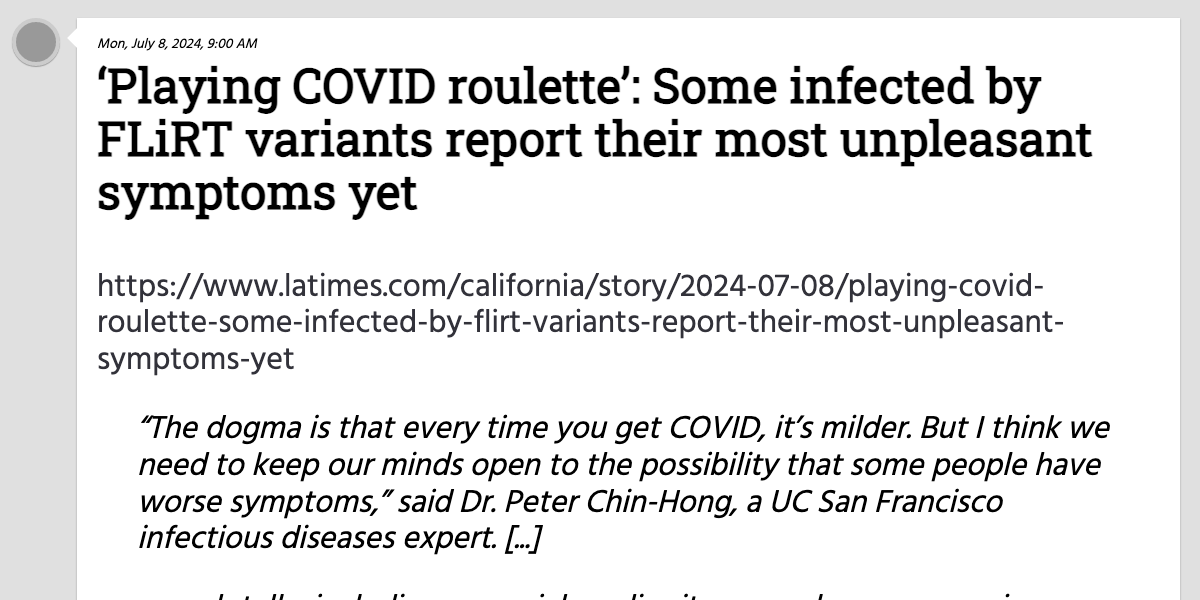 Mon, July 8, 2024, 9:00 AM
‘Playing COVID roulette’: Some infected by
FLiRT variants report their most unpleasant
symptoms yet
https://www.latimes.com/california/story/2024-07-08/playing-covid-
roulette-some-infected-by-flirt-variants-report-their-most-unpleasant-
symptoms-yet
“The dogma is that every time you get COVID, it’s milder. But I think we
need to keep our minds open to the possibility that some people have
worse symptoms,” said Dr. Peter Chin-Hong, a UC San Francisco
infectious diseases expert. [...]